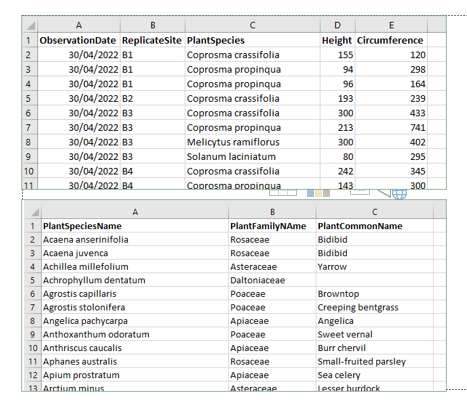 A B C D E
1 ObservationDate ReplicateSite PlantSpecies Height Circumference
2 30/04/2022 B1 Coprosma crassifolia 155 120
3 30/04/2022 B1 Coprosma propinqua 94 298
4 30/04/2022 B1 Coprosma propinqua 96 164
5 30/04/2022 B2 Coprosma crassifolia 193 239
6 30/04/2022 B3 Coprosma crassifolia 300 433
7 30/04/2022 B3 Coprosma propinqua 213 741
8 30/04/2022 B3 Melicytus ramiflorus 300 402
9 30/04/2022 B3 Solanum laciniatum 80 295
10 30/04/2022 B4 Coprosma crassifolia 242 345
11 30/04/2022 B4 Coprosma propinqua 143 300
A B C
1 PlantSpeciesName PlantFamilyNAme PlantCommonName
2 Acaena anserinifolia Rosaceae Bidibid
3 Acaena juvenca Rosaceae Bidibid
4 Achillea millefolium Asteraceae Yarrow
5 Achrophyllum dentatum Daltoniaceae
6 Agrostis capillaris Poaceae Browntop
7 Agrostis stolonifera Poaceae Creeping bentgrass
8 Angelica pachycarpa Apiaceae Angelica
9 Anthoxanthum odoratum Poaceae Sweet vernal
10 Anthriscus caucalis Apiaceae Burr chervil
11 Aphanes australis Rosaceae Small-fruited parsley
12 Apium prostratum Apiaceae Sea celery
13 Arctium minus Asteraceae Lesser burdock